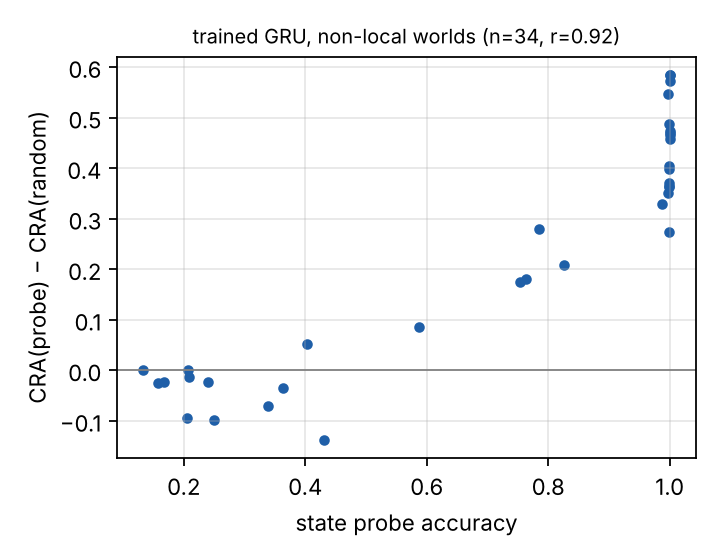 trained GRU, non-local worlds (n=34, r=0.92)
CRA(probe) − CRA(random)
0.6
0.5
0.4
0.3
0.2
0.1
0.0
−0.1
0.2 0.4 0.6 0.8 1.0
state probe accuracy